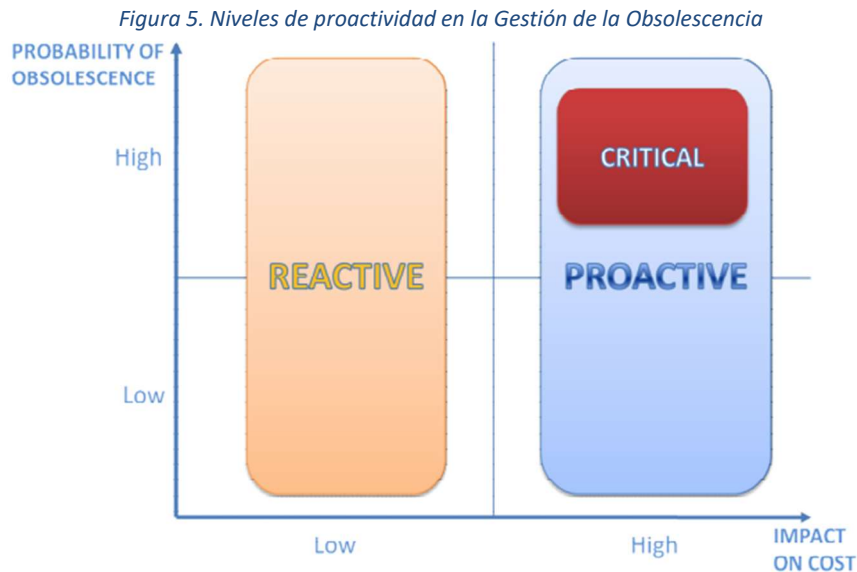 Figura 5. Niveles de proactividad en la Gestión de la Obsolescencia
PROBABILITY OF
OBSOLESCENCE
High
CRITICAL
REACTIVE
PROACTIVE
Low
Low
High
IMPACT
ON COST